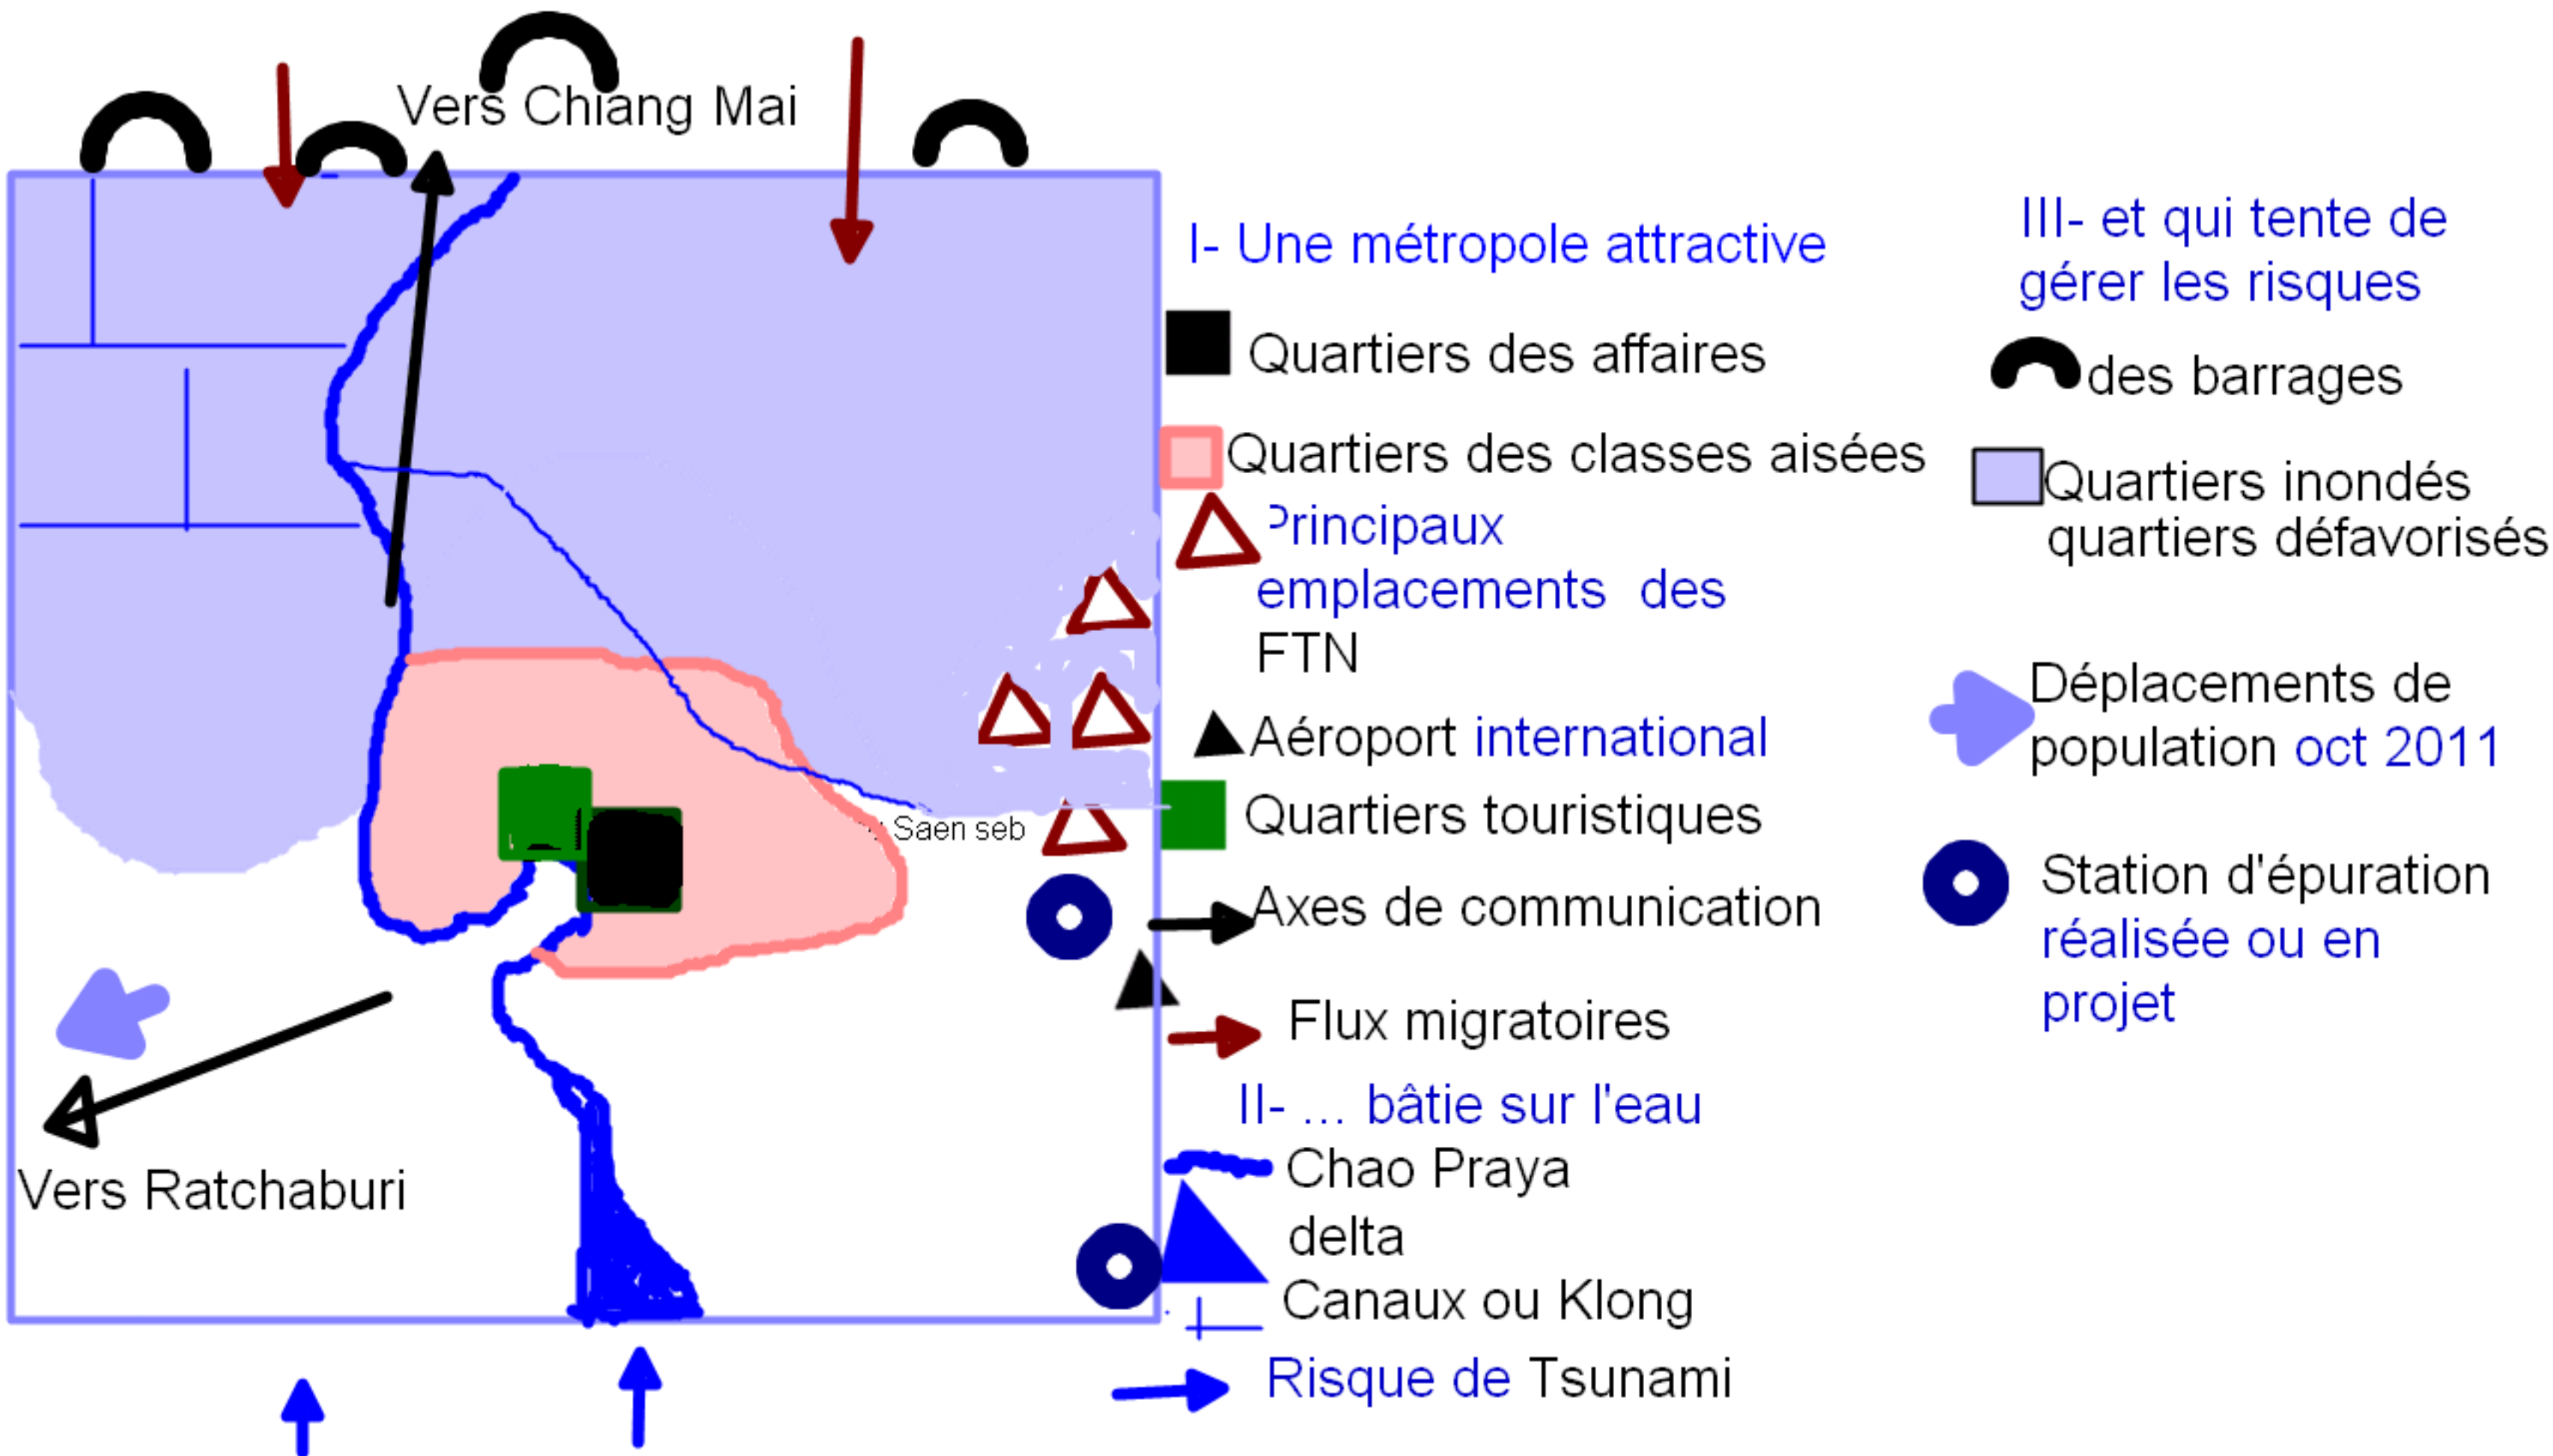 Vers Chiang Mai
Saen seb
Vers Ratchaburi
I- Une métropole attractive
Quartiers des affaires
Quartiers des classes aisées
Principaux
emplacements des
FTN
Aéroport international
Quartiers touristiques
Axes de communication
Flux migratoires
II- ... bâtie sur l'eau
Chao Praya
delta
Canaux ou Klong
Risque de Tsunami
III- et qui tente de
gérer les risques
des barrages
Quartiers inondés
quartiers défavorisés
Déplacements de
population oct 2011
Station d'épuration
réalisée ou en
projet